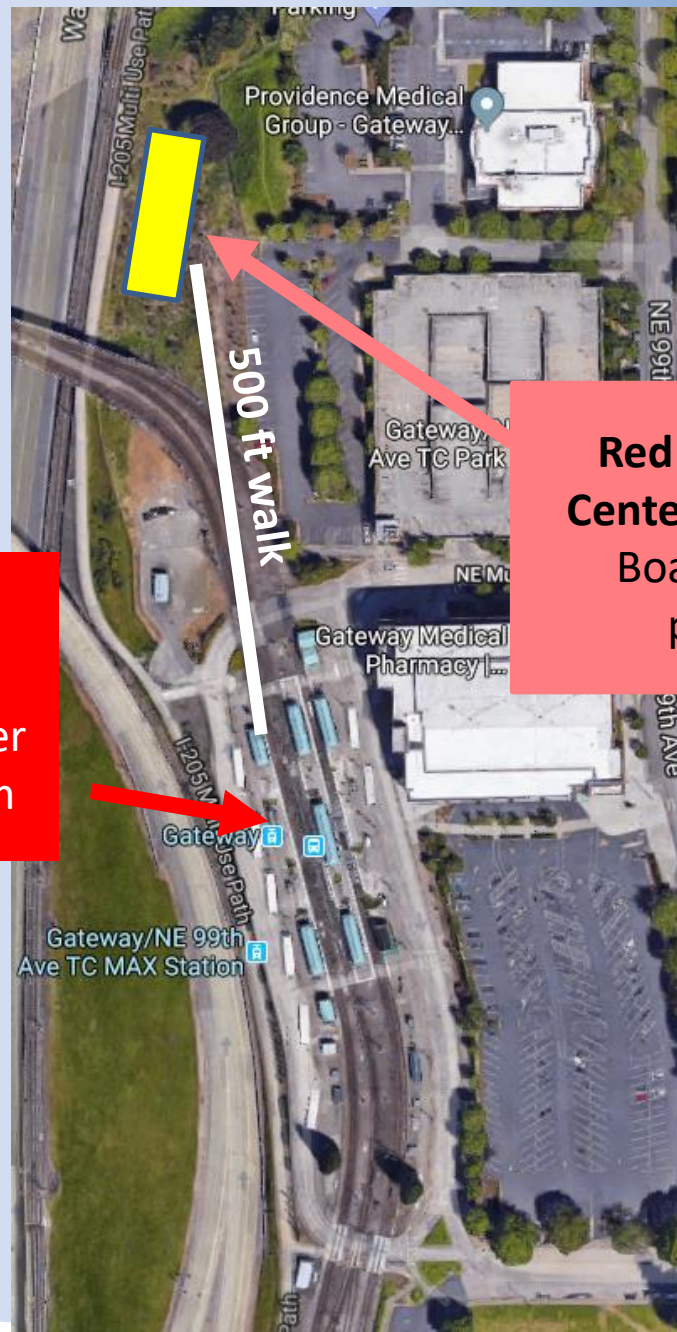 Parking
Wa
I-205 Multi Use Path
Providence Medical
Group - Gateway...
NE 99th
500 ft walk
Gateway/N
Ave TC Park
Red
Cente
Boa
p
NE Mu
Gateway Medical
Pharmacy |...
9th Ave
er
n
I-205 M
Use Path
Gateway
Gateway/NE 99th
Ave TC MAX Station
Path